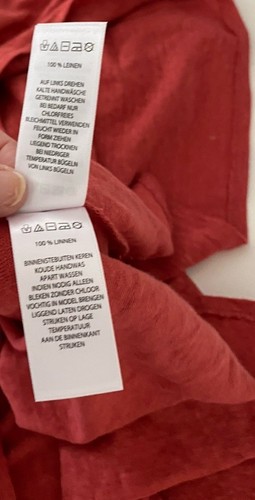 100 % LEINEN
AUF LINKS DREHEN
KALTE HANDWÄSCHE
GETRENNT WASCHEN
BEI BEDARF NUR
CHLORFREIES
BLEICHMITTEL VERWENDEN
FEUCHT WIEDER IN
FORM ZIEHEN
LIEGEND TROCKNEN
BEI NIEDRIGER
TEMPERATUR BÜGELN
VON LINKS BÜGELN
100 % LINNEN
BINNENSTEBUITEN KEREN
KOUDE HANDWAS
APART WASSEN
INDIEN NODIG ALLEEN
BLEKEN ZONDER CHLOOR
VOCHTIG IN MODEL BRENGEN
LIGGEND LATEN DROGEN
STRIJKEN OP LAGE
TEMPERATUUR
AAN DE BINNENKANT
STRIJKEN